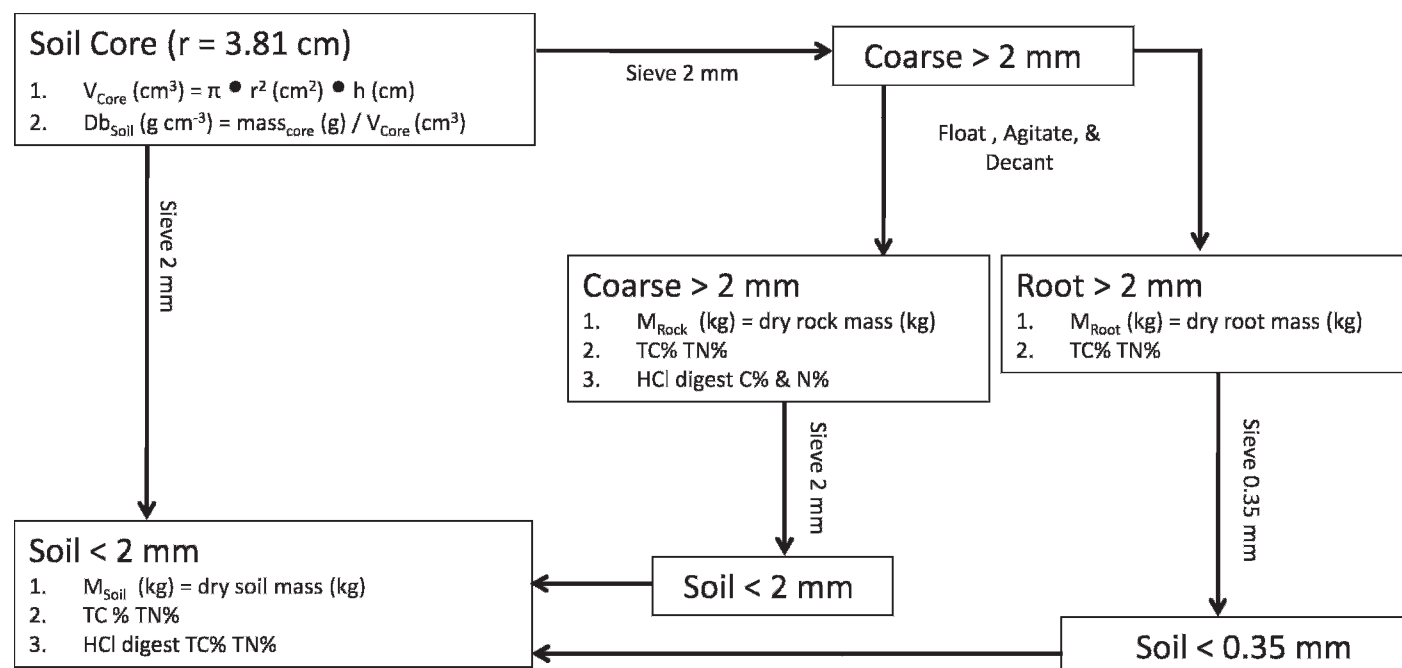 Soil Core (r = 3.81 cm)
1. V_Core (cm³) = π • r² (cm²) • h (cm)
2. Db_Soil (g cm⁻³) = mass_core (g) / V_Core (cm³)
Sieve 2 mm
Coarse > 2 mm
Float , Agitate, &
Decant
Sieve 2 mm
Coarse > 2 mm
1. M_Rock (kg) = dry rock mass (kg)
2. TC% TN%
3. HCl digest C% & N%
Root > 2 mm
1. M_Root (kg) = dry root mass (kg)
2. TC% TN%
Sieve 2 mm
Sieve 0.35 mm
Soil < 2 mm
1. M_Soil (kg) = dry soil mass (kg)
2. TC % TN%
3. HCl digest TC% TN%
Soil < 2 mm
Soil < 0.35 mm